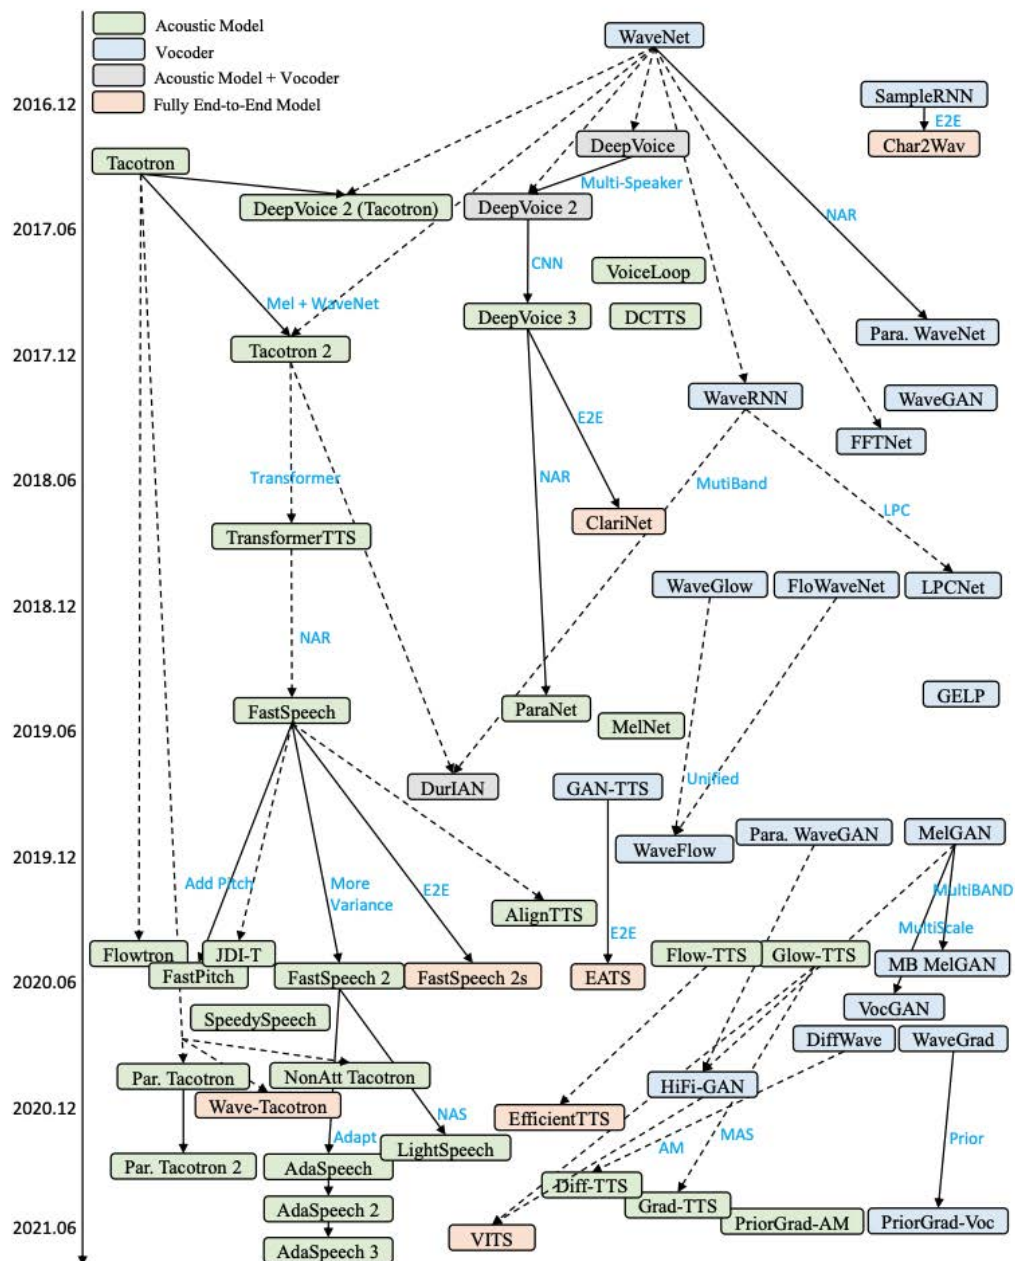 Acoustic Model
Vocoder
Acoustic Model + Vocoder
Fully End-to-End Model
WaveNet
2016.12
SampleRNN
E2E
Char2Wav
DeepVoice
Tacotron
Multi-Speaker
DeepVoice 2 (Tacotron)
DeepVoice 2
NAR
2017.06
CNN
VoiceLoop
Mel + WaveNet
DeepVoice 3
DCTTS
Para. WaveNet
Tacotron 2
2017.12
WaveRNN
WaveGAN
E2E
FFTNet
2018.06
Transformer
NAR
MutiBand
LPC
ClariNet
TransformerTTS
WaveGlow
FloWaveNet
LPCNet
2018.12
NAR
GELP
FastSpeech
ParaNet
MelNet
2019.06
DurIAN
GAN-TTS
Unified
Para. WaveGAN
MelGAN
WaveFlow
2019.12
Add Pitch
More
Variance
E2E
MultiBAND
AlignTTS
E2E
MultiScale
Flowtron
JDI-T
Flow-TTS
Glow-TTS
MB MelGAN
FastPitch
FastSpeech 2
FastSpeech 2s
EATS
2020.06
VocGAN
SpeedySpeech
DiffWave
WaveGrad
Par. Tacotron
NonAtt Tacotron
HiFi-GAN
Wave-Tacotron
2020.12
EfficientTTS
NAS
Adapt
MAS
AM
Prior
LightSpeech
Par. Tacotron 2
AdaSpeech
Diff-TTS
Grad-TTS
AdaSpeech 2
PriorGrad-AM
PriorGrad-Voc
2021.06
VITS
AdaSpeech 3